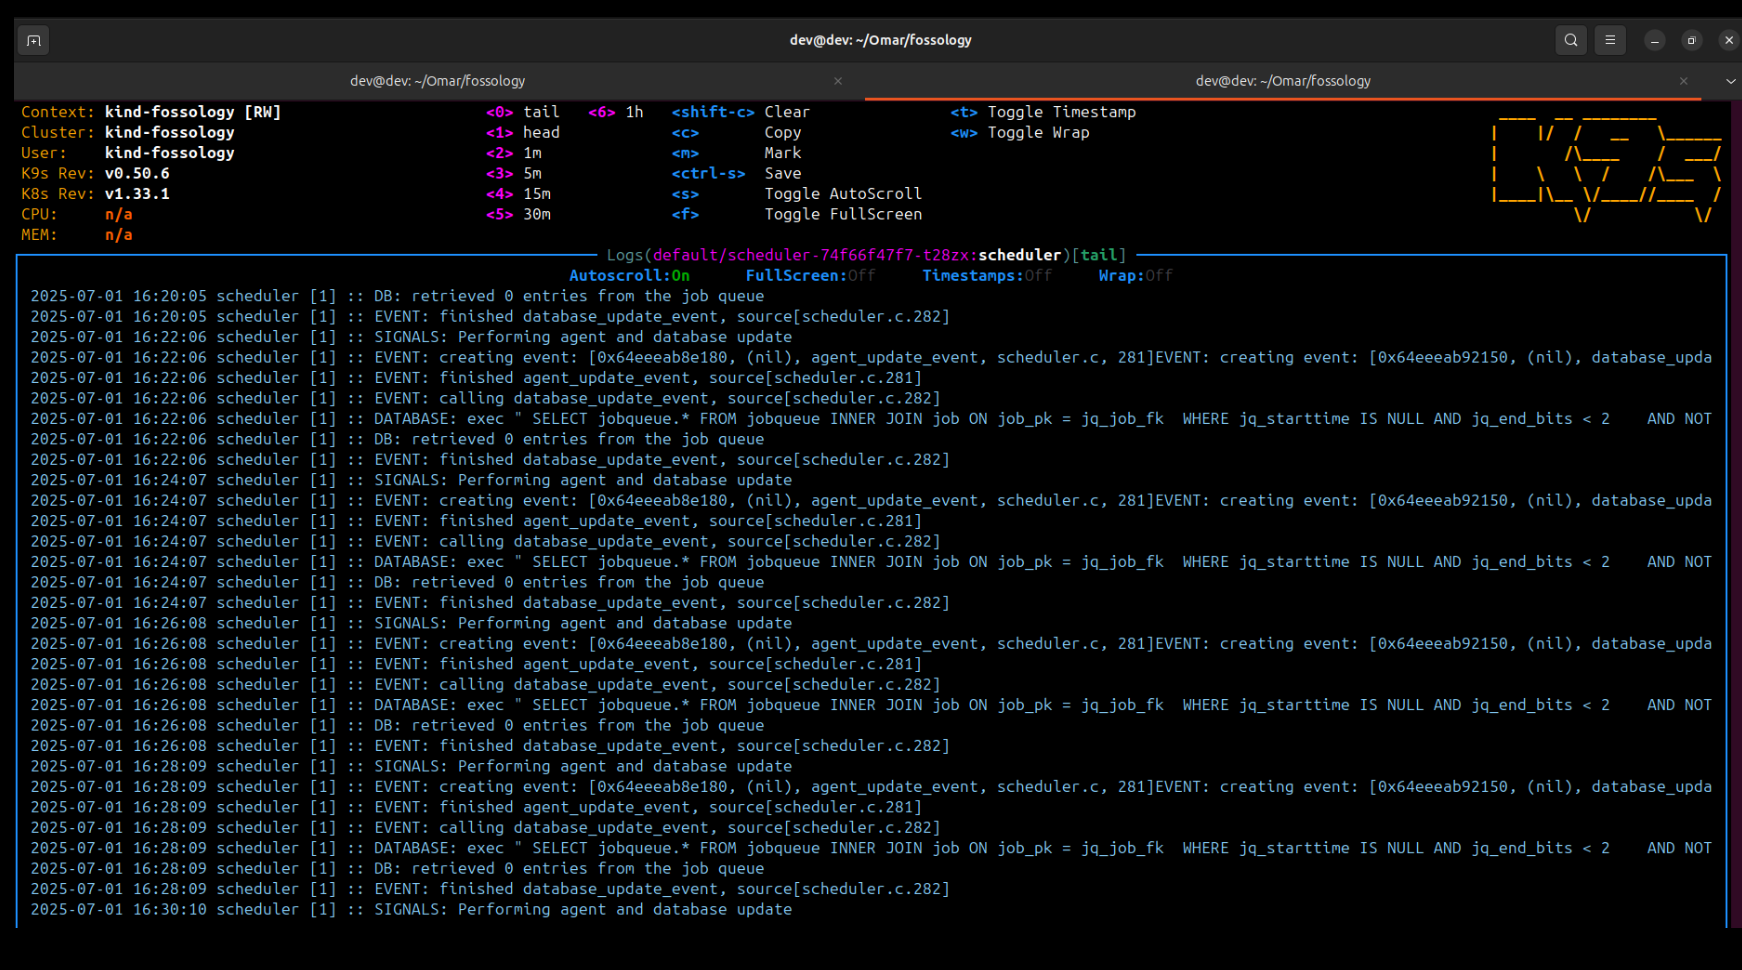 dev@dev: ~/Omar/fossology
dev@dev: ~/Omar/fossology × dev@dev: ~/Omar/fossology ×
Context: kind-fossology [RW] <0> tail <6> 1h <shift-c> Clear <t> Toggle Timestamp
Cluster: kind-fossology <1> head <c> Copy <w> Toggle Wrap
User: kind-fossology <2> 1m <m> Mark
K9s Rev: v0.50.6 <3> 5m <ctrl-s> Save
K8s Rev: v1.33.1 <4> 15m <s> Toggle AutoScroll
CPU: n/a <5> 30m <f> Toggle FullScreen
MEM: n/a
K9s
Logs(default/scheduler-74f66f47f7-t28zx:scheduler)[tail]
Autoscroll:On FullScreen:Off Timestamps:Off Wrap:Off
2025-07-01 16:20:05 scheduler [1] :: DB: retrieved 0 entries from the job queue
2025-07-01 16:20:05 scheduler [1] :: EVENT: finished database_update_event, source[scheduler.c.282]
2025-07-01 16:22:06 scheduler [1] :: SIGNALS: Performing agent and database update
2025-07-01 16:22:06 scheduler [1] :: EVENT: creating event: [0x64eeeab8e180, (nil), agent_update_event, scheduler.c, 281]EVENT: creating event: [0x64eeeab92150, (nil), database_upda
2025-07-01 16:22:06 scheduler [1] :: EVENT: finished agent_update_event, source[scheduler.c.281]
2025-07-01 16:22:06 scheduler [1] :: EVENT: calling database_update_event, source[scheduler.c.282]
2025-07-01 16:22:06 scheduler [1] :: DATABASE: exec " SELECT jobqueue.* FROM jobqueue INNER JOIN job ON job_pk = jq_job_fk  WHERE jq_starttime IS NULL AND jq_end_bits < 2    AND NOT
2025-07-01 16:22:06 scheduler [1] :: DB: retrieved 0 entries from the job queue
2025-07-01 16:22:06 scheduler [1] :: EVENT: finished database_update_event, source[scheduler.c.282]
2025-07-01 16:24:07 scheduler [1] :: SIGNALS: Performing agent and database update
2025-07-01 16:24:07 scheduler [1] :: EVENT: creating event: [0x64eeeab8e180, (nil), agent_update_event, scheduler.c, 281]EVENT: creating event: [0x64eeeab92150, (nil), database_upda
2025-07-01 16:24:07 scheduler [1] :: EVENT: finished agent_update_event, source[scheduler.c.281]
2025-07-01 16:24:07 scheduler [1] :: EVENT: calling database_update_event, source[scheduler.c.282]
2025-07-01 16:24:07 scheduler [1] :: DATABASE: exec " SELECT jobqueue.* FROM jobqueue INNER JOIN job ON job_pk = jq_job_fk  WHERE jq_starttime IS NULL AND jq_end_bits < 2    AND NOT
2025-07-01 16:24:07 scheduler [1] :: DB: retrieved 0 entries from the job queue
2025-07-01 16:24:07 scheduler [1] :: EVENT: finished database_update_event, source[scheduler.c.282]
2025-07-01 16:26:08 scheduler [1] :: SIGNALS: Performing agent and database update
2025-07-01 16:26:08 scheduler [1] :: EVENT: creating event: [0x64eeeab8e180, (nil), agent_update_event, scheduler.c, 281]EVENT: creating event: [0x64eeeab92150, (nil), database_upda
2025-07-01 16:26:08 scheduler [1] :: EVENT: finished agent_update_event, source[scheduler.c.281]
2025-07-01 16:26:08 scheduler [1] :: EVENT: calling database_update_event, source[scheduler.c.282]
2025-07-01 16:26:08 scheduler [1] :: DATABASE: exec " SELECT jobqueue.* FROM jobqueue INNER JOIN job ON job_pk = jq_job_fk  WHERE jq_starttime IS NULL AND jq_end_bits < 2    AND NOT
2025-07-01 16:26:08 scheduler [1] :: DB: retrieved 0 entries from the job queue
2025-07-01 16:26:08 scheduler [1] :: EVENT: finished database_update_event, source[scheduler.c.282]
2025-07-01 16:28:09 scheduler [1] :: SIGNALS: Performing agent and database update
2025-07-01 16:28:09 scheduler [1] :: EVENT: creating event: [0x64eeeab8e180, (nil), agent_update_event, scheduler.c, 281]EVENT: creating event: [0x64eeeab92150, (nil), database_upda
2025-07-01 16:28:09 scheduler [1] :: EVENT: finished agent_update_event, source[scheduler.c.281]
2025-07-01 16:28:09 scheduler [1] :: EVENT: calling database_update_event, source[scheduler.c.282]
2025-07-01 16:28:09 scheduler [1] :: DATABASE: exec " SELECT jobqueue.* FROM jobqueue INNER JOIN job ON job_pk = jq_job_fk  WHERE jq_starttime IS NULL AND jq_end_bits < 2    AND NOT
2025-07-01 16:28:09 scheduler [1] :: DB: retrieved 0 entries from the job queue
2025-07-01 16:28:09 scheduler [1] :: EVENT: finished database_update_event, source[scheduler.c.282]
2025-07-01 16:30:10 scheduler [1] :: SIGNALS: Performing agent and database update